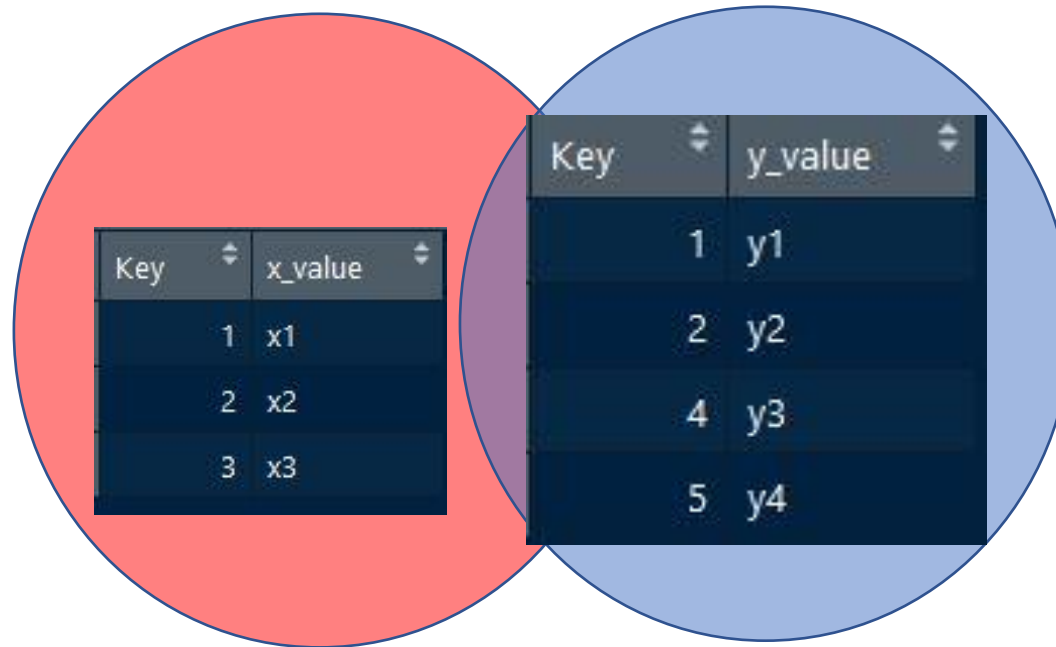 Key x_value
1 x1
2 x2
3 x3
Key y_value
1 y1
2 y2
4 y3
5 y4